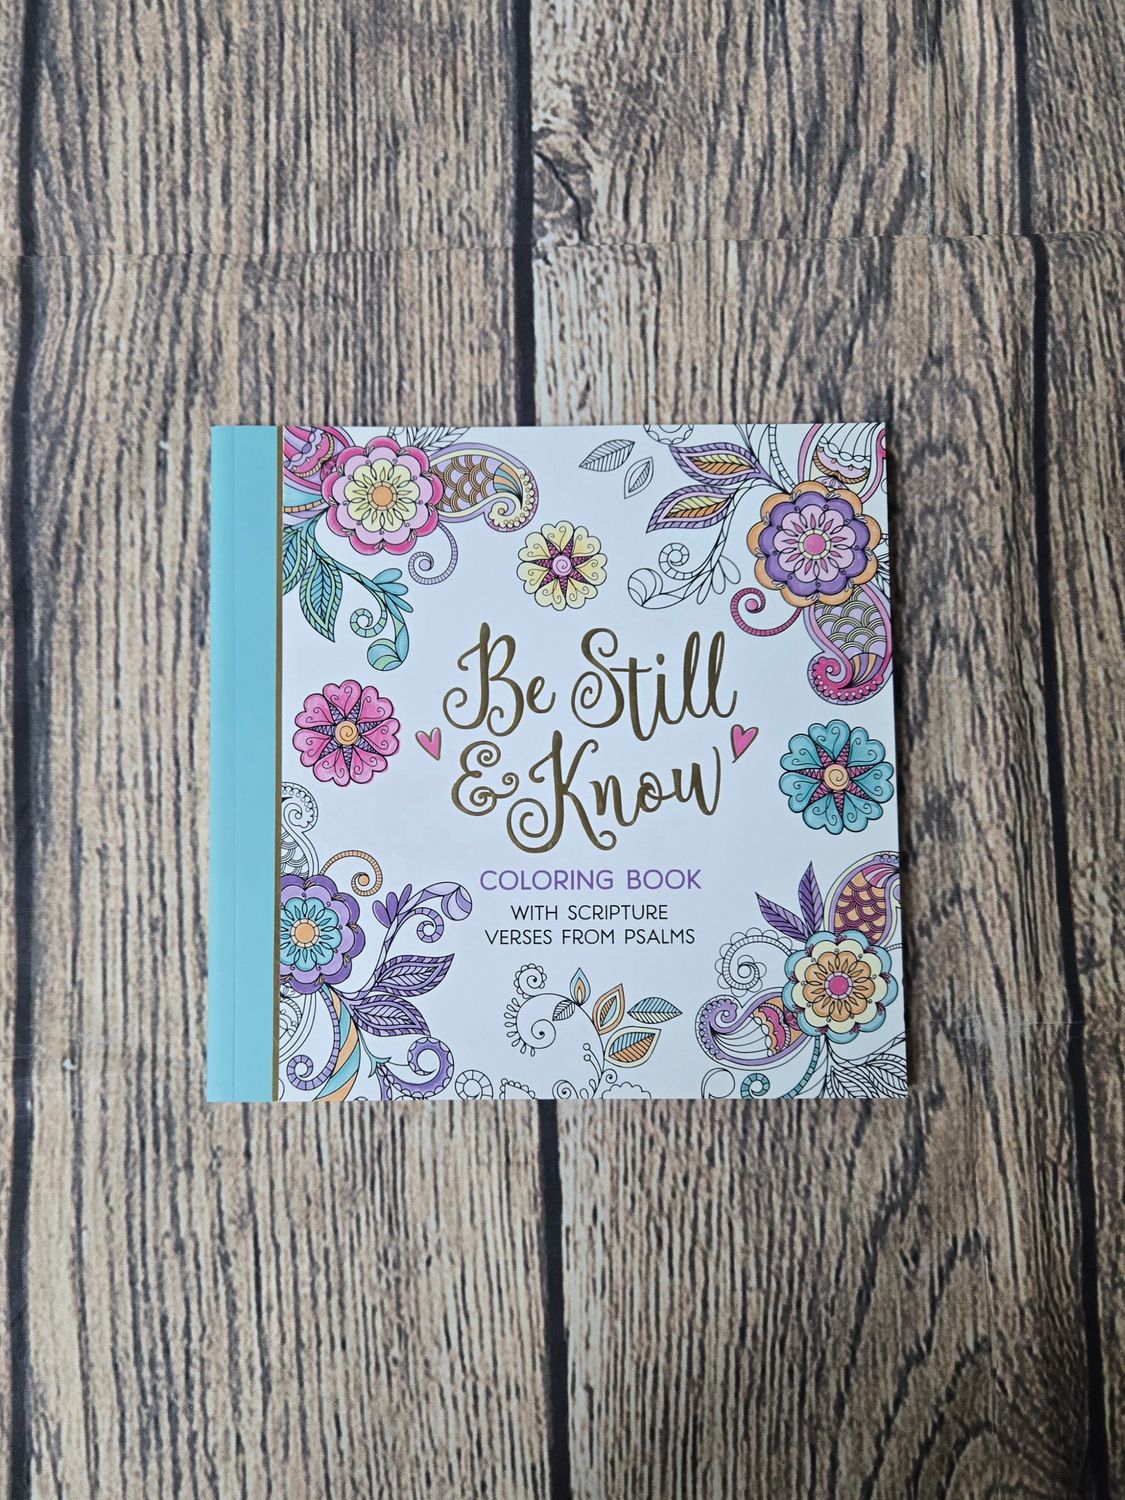 Be Still
& Know
COLORING BOOK
WITH SCRIPTURE
VERSES FROM PSALMS